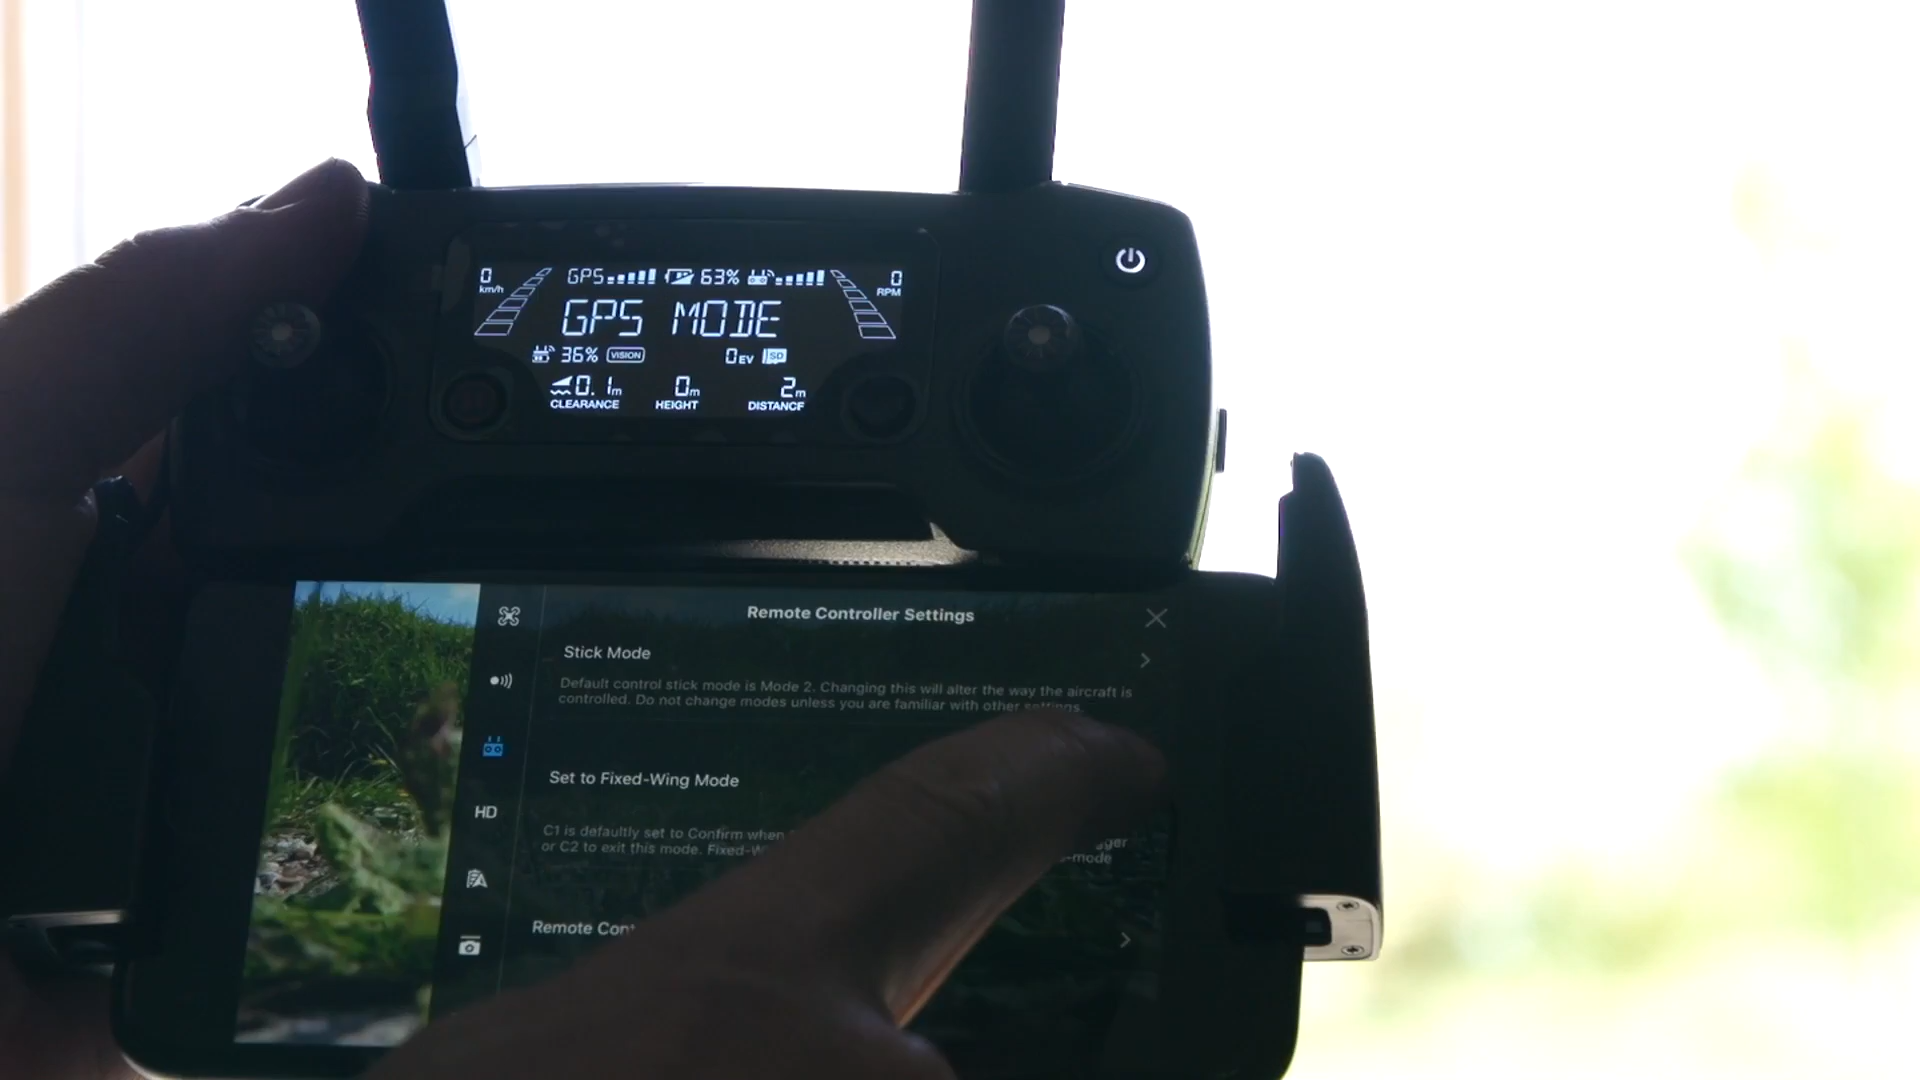 0 GPS 63% 0
km/h RPM
GPS MODE
36% VISION 0EV SD
0.1m 0m 2m
CLEARANCE HEIGHT DISTANCE
Remote Controller Settings
Stick Mode
Default control stick mode is Mode 2. Changing this will alter the way the aircraft is
controlled. Do not change modes unless you are familiar with other settings.
Set to Fixed-Wing Mode
HD
C1 is defaultly set to Confirm when
or C2 to exit this mode.
-mode
Remote